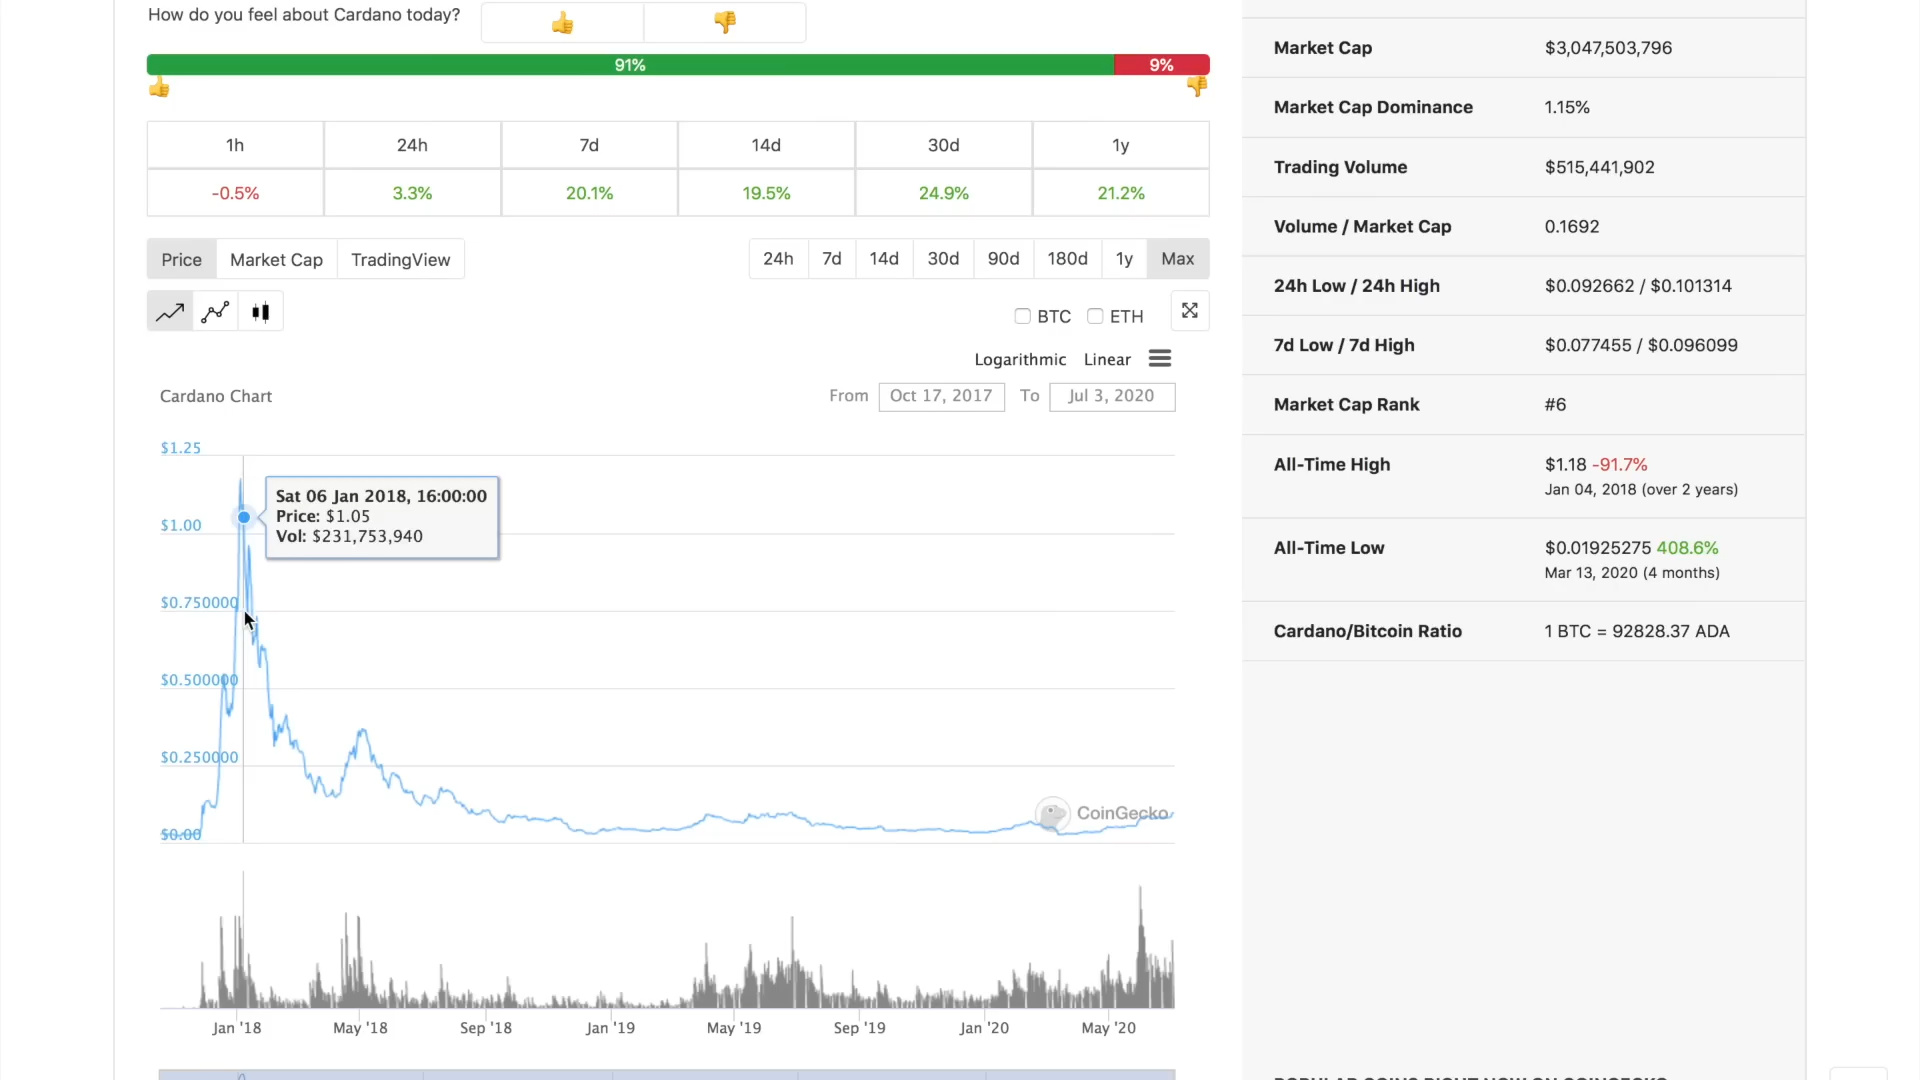 How do you feel about Cardano today?
91%
9%
1h 24h 7d 14d 30d 1y
-0.5% 3.3% 20.1% 19.5% 24.9% 21.2%
Price Market Cap TradingView
24h 7d 14d 30d 90d 180d 1y Max
BTC ETH
Logarithmic Linear
Cardano Chart
From Oct 17, 2017 To Jul 3, 2020
$1.25
Sat 06 Jan 2018, 16:00:00
Price: $1.05
Vol: $231,753,940
$1.00
$0.750000
$0.500000
$0.250000
$0.00
CoinGecko
Jan '18 May '18 Sep '18 Jan '19 May '19 Sep '19 Jan '20 May '20
Market Cap $3,047,503,796
Market Cap Dominance 1.15%
Trading Volume $515,441,902
Volume / Market Cap 0.1692
24h Low / 24h High $0.092662 / $0.101314
7d Low / 7d High $0.077455 / $0.096099
Market Cap Rank #6
All-Time High $1.18 -91.7%
Jan 04, 2018 (over 2 years)
All-Time Low $0.01925275 408.6%
Mar 13, 2020 (4 months)
Cardano/Bitcoin Ratio 1 BTC = 92828.37 ADA